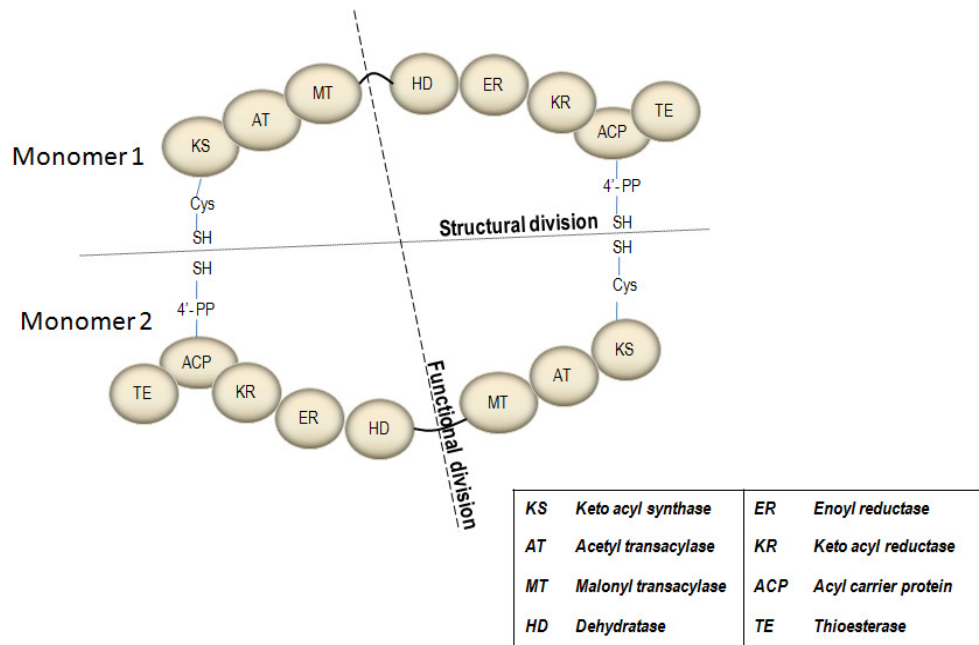 MT
HD
ER
AT
KR
TE
KS
ACP
Monomer 1
4'-PP
Cys
Structural division
SH
SH
SH
SH
Cys
4'-PP
Monomer 2
KS
ACP
AT
TE
KR
MT
ER
HD
Functional division
KS Keto acyl synthase ER Enoyl reductase
AT Acetyl transacylase KR Keto acyl reductase
MT Malonyl transacylase ACP Acyl carrier protein
HD Dehydratase TE Thioesterase